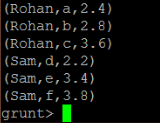 (Rohan,a,2.4)
(Rohan,b,2.8)
(Rohan,c,3.6)
(Sam,d,2.2)
(Sam,e,3.4)
(Sam,f,3.8)
grunt>